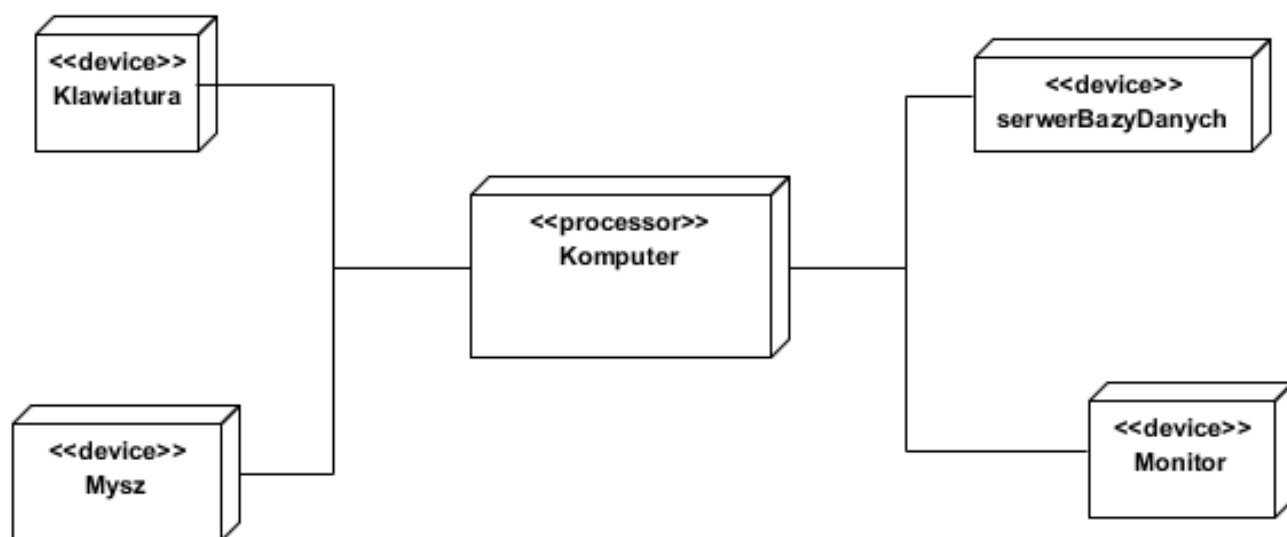 <<device>>
Klawiatura
<<device>>
serwerBazyDanych
<<processor>>
Komputer
<<device>>
Mysz
<<device>>
Monitor